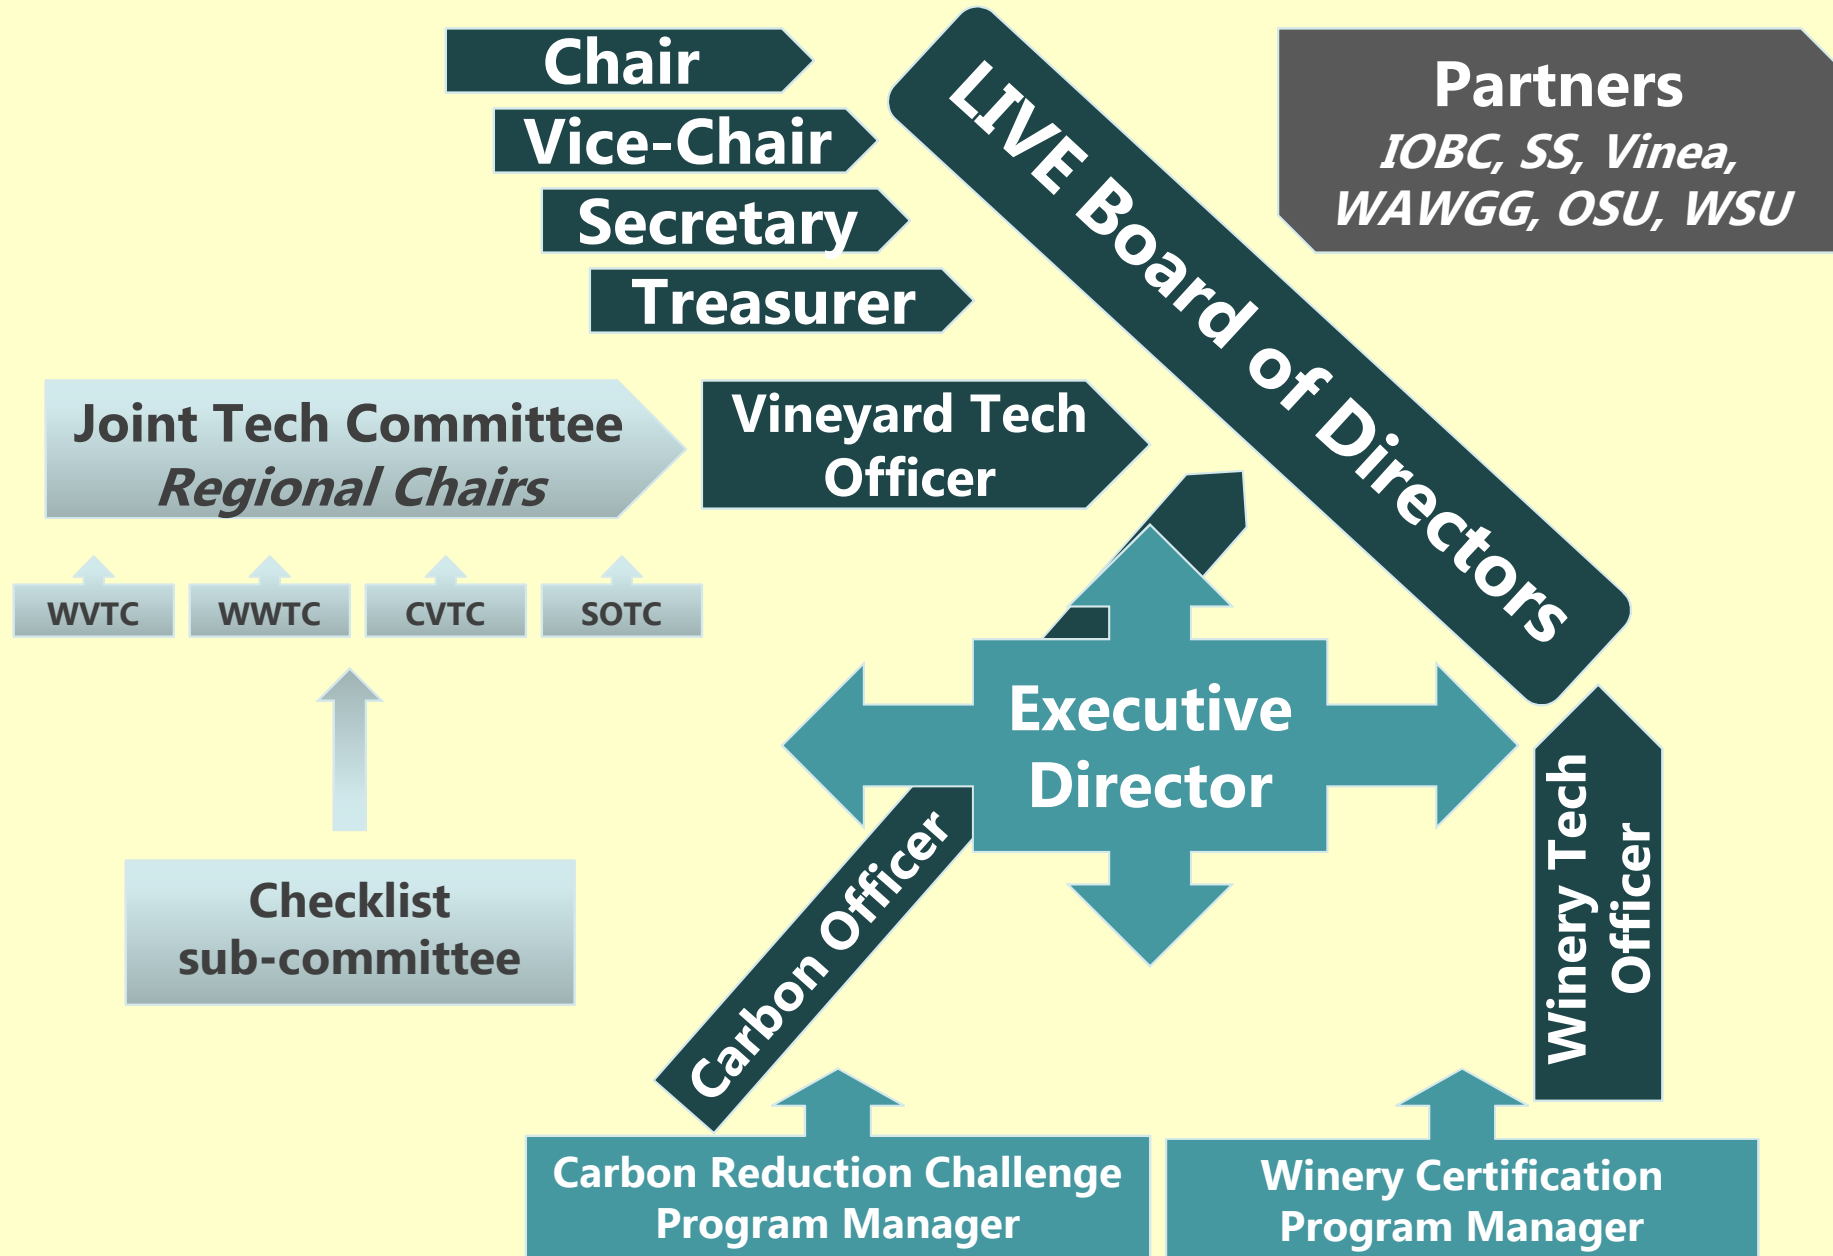 Chair
Vice-Chair
Secretary
Treasurer
LIVE Board of Directors
Partners
IOBC, SS, Vinea,
WAWGG, OSU, WSU
Joint Tech Committee
Regional Chairs
Vineyard Tech
Officer
WVTC
WWTC
CVTC
SOTC
Executive
Director
Checklist
sub-committee
Carbon Officer
Winery Tech
Officer
Carbon Reduction Challenge
Program Manager
Winery Certification
Program Manager